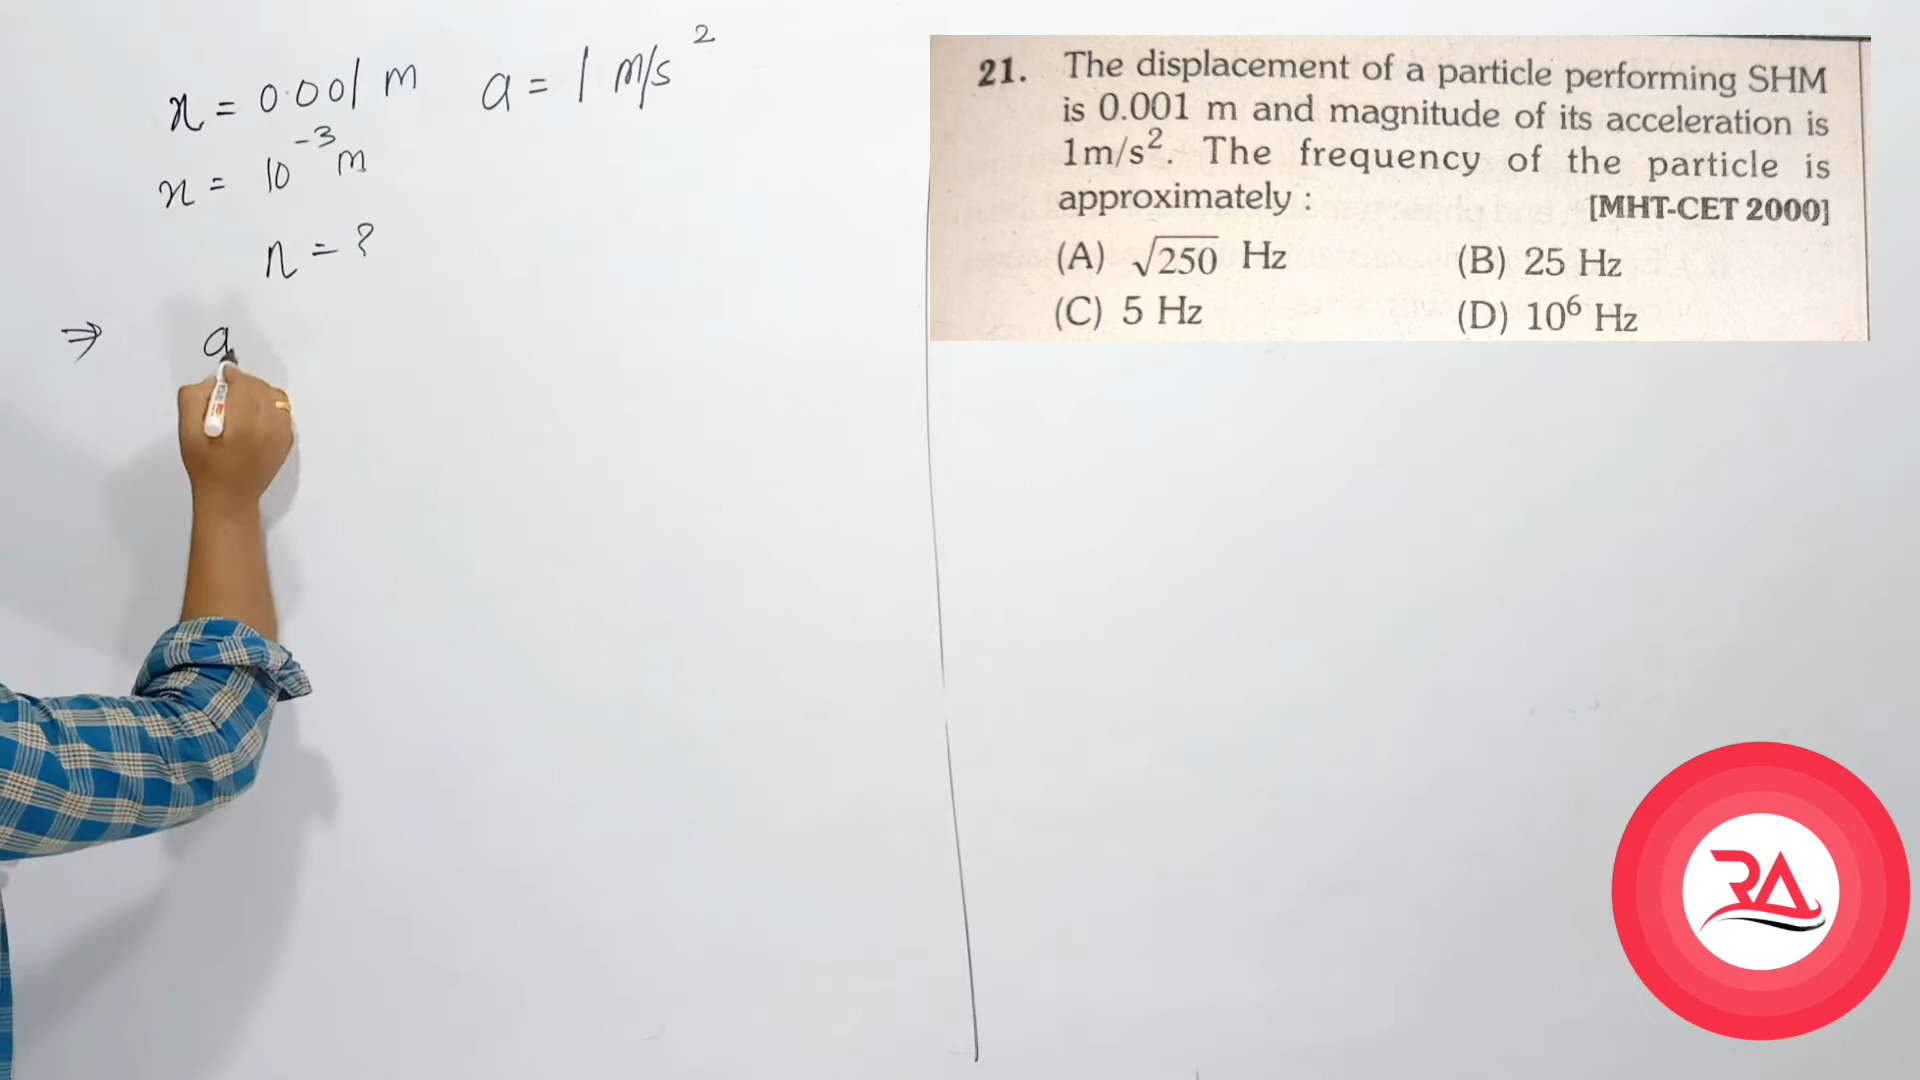 x = 0.001 m   a = 1 m/s²
x = 10⁻³ m
n = ?
⇒ a
21. The displacement of a particle performing SHM
is 0.001 m and magnitude of its acceleration is
1m/s². The frequency of the particle is
approximately : [MHT-CET 2000]
(A) √250 Hz (B) 25 Hz
(C) 5 Hz (D) 10⁶ Hz
RA